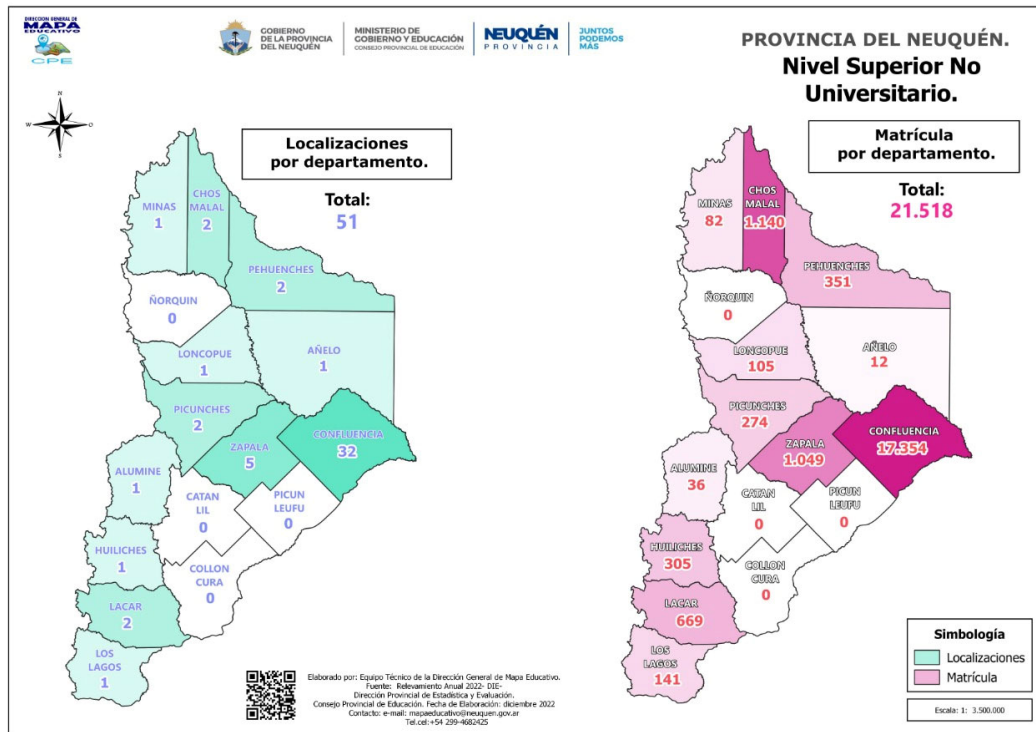 DIRECCION GENERAL DE
MAPA
EDUCATIVO
CPE
GOBIERNO
DE LA PROVINCIA
DEL NEUQUÉN
MINISTERIO DE
GOBIERNO Y EDUCACIÓN
CONSEJO PROVINCIAL DE EDUCACIÓN
NEUQUÉN
PROVINCIA
JUNTOS
PODEMOS
MÁS
PROVINCIA DEL NEUQUÉN.
Nivel Superior No
Universitario.
N
W
O
S
Localizaciones
por departamento.
Total:
51
MINAS
1
CHOS
MALAL
2
PEHUENCHES
2
ÑORQUIN
0
LONCOPUE
1
AÑELO
1
PICUNCHES
2
ZAPALA
5
CONFLUENCIA
32
ALUMINE
1
CATAN
LIL
0
PICUN
LEUFU
0
HUILICHES
1
COLLON
CURA
0
LACAR
2
LOS
LAGOS
1
Matrícula
por departamento.
Total:
21.518
MINAS
82
CHOS
MALAL
1.140
PEHUENCHES
351
ÑORQUIN
0
LONCOPUE
105
AÑELO
12
PICUNCHES
274
ZAPALA
1.049
CONFLUENCIA
17.354
ALUMINE
36
CATAN
LIL
0
PICUN
LEUFU
0
HUILICHES
305
COLLON
CURA
0
LACAR
669
LOS
LAGOS
141
Elaborado por: Equipo Técnico de la Dirección General de Mapa Educativo.
Fuente: Relevamiento Anual 2022- DIE-
Dirección Provincial de Estadística y Evaluación.
Consejo Provincial de Educación. Fecha de Elaboración: diciembre 2022
Contacto: e-mail: mapaeducativo@neuquen.gov.ar
Tel.cel:+54 299-4682425
Simbología
Localizaciones
Matrícula
Escala: 1: 3.500.000